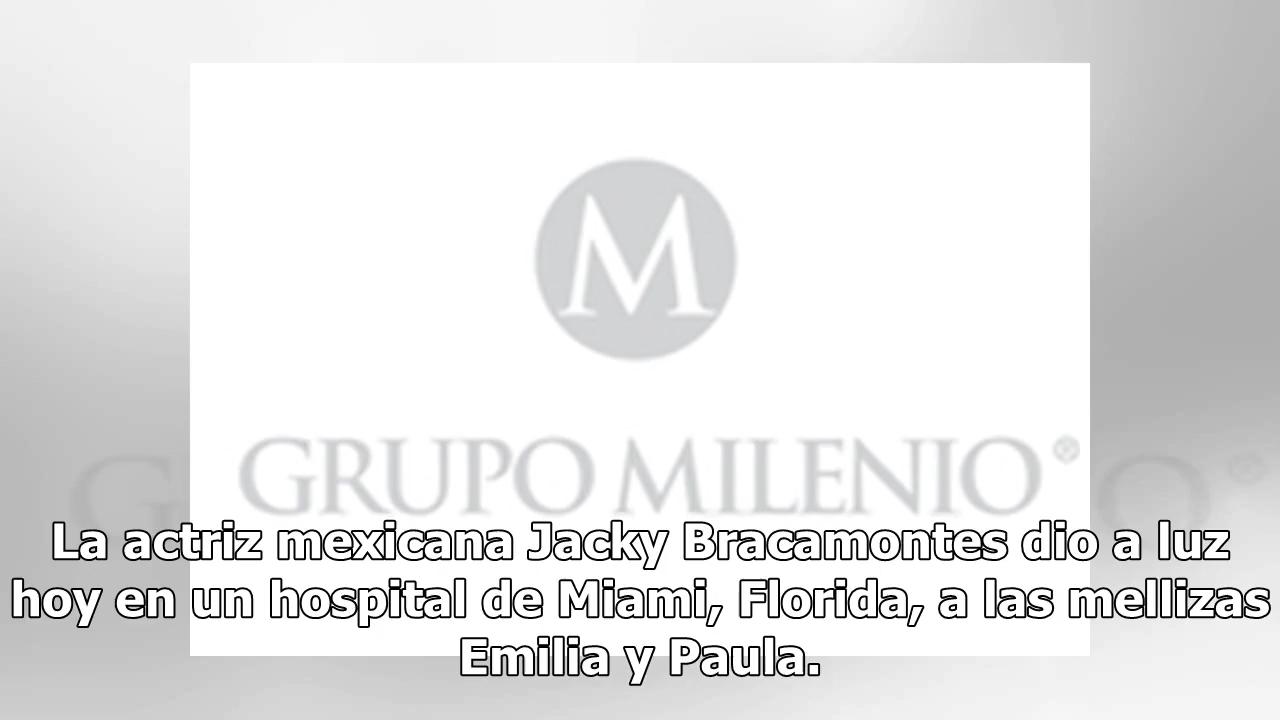 M
GRUPO MILENIO®
La actriz mexicana Jacky Bracamontes dio a luz
hoy en un hospital de Miami, Florida, a las mellizas
Emilia y Paula.